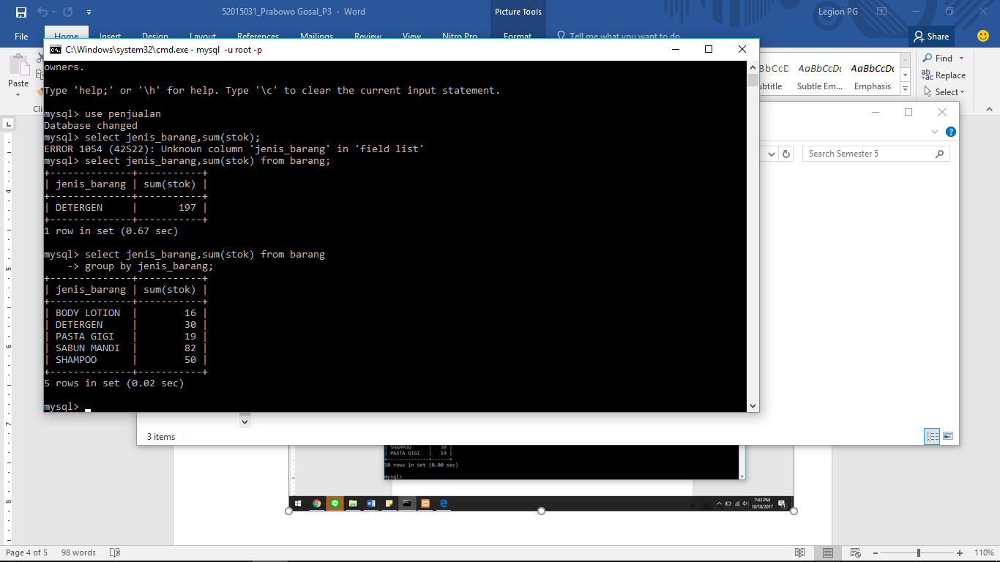 52015031_Prabowo Gosal_P3 - Word
Picture Tools
Legion PG
File
Home
Insert
Design
Layout
References
Mailings
Review
View
Nitro Pro
Format
Tell me what you want to do
Share
C:\Windows\system32\cmd.exe - mysql -u root -p
owners.
Type 'help;' or '\h' for help. Type '\c' to clear the current input statement.
mysql> use penjualan
Database changed
mysql> select jenis_barang,sum(stok);
ERROR 1054 (42S22): Unknown column 'jenis_barang' in 'field list'
mysql> select jenis_barang,sum(stok) from barang;
+--------------+-----------+
| jenis_barang | sum(stok) |
+--------------+-----------+
| DETERGEN     |       197 |
+--------------+-----------+
1 row in set (0.67 sec)
mysql> select jenis_barang,sum(stok) from barang
    -> group by jenis_barang;
+--------------+-----------+
| jenis_barang | sum(stok) |
+--------------+-----------+
| BODY LOTION  |        16 |
| DETERGEN     |        30 |
| PASTA GIGI   |        19 |
| SABUN MANDI  |        82 |
| SHAMPOO      |        50 |
+--------------+-----------+
5 rows in set (0.02 sec)
mysql>
Paste
AaBbCcDc
AaBbCcDc
Subtle Em...
Emphasis
Find
Replace
Select
Search Semester 5
3 items
| SHAMPOO | 30 |
| PASTA GIGI | 19 |
10 rows in set (0.00 sec)
mysql>
7:43 PM
10/18/2017
4
5
6
7
8
Page 4 of 5
98 words
110%